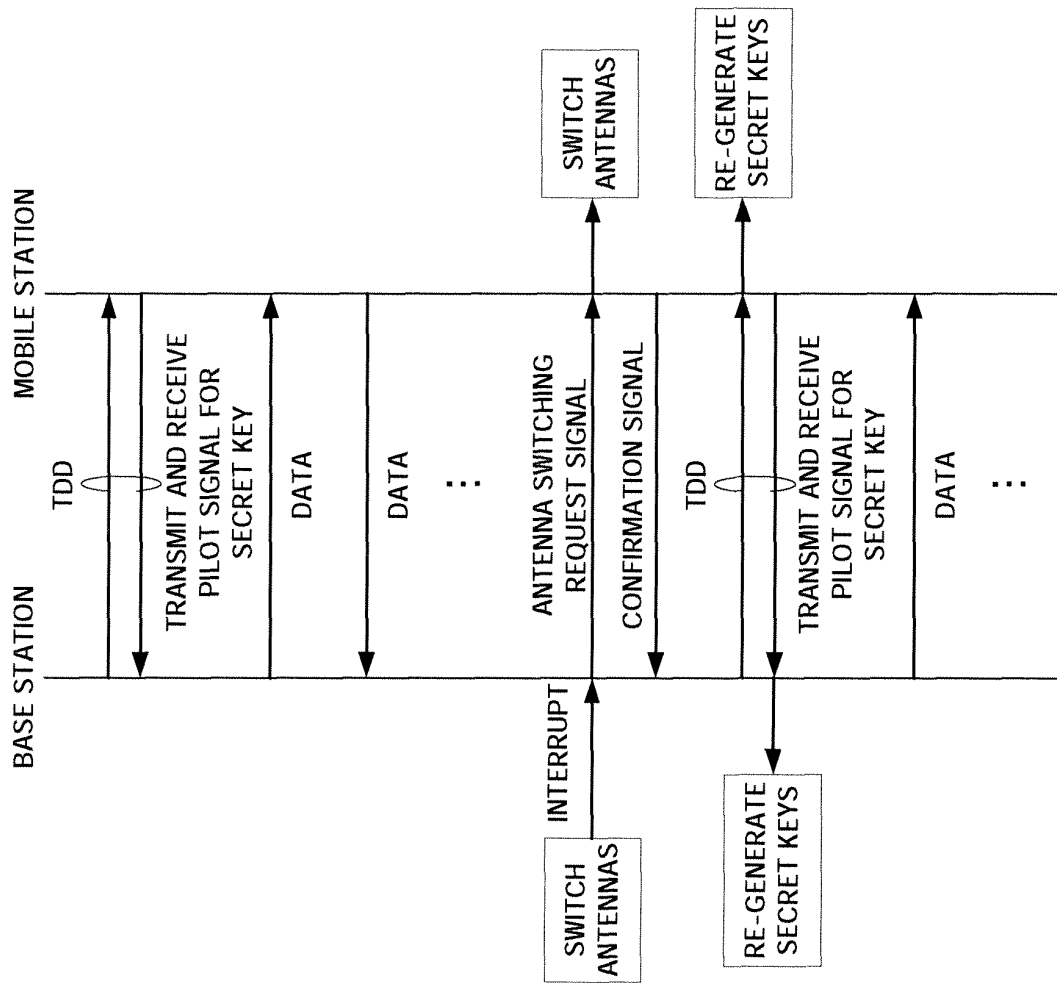 BASE STATION
MOBILE STATION
TDD
TRANSMIT AND RECEIVE
PILOT SIGNAL FOR
SECRET KEY
DATA
DATA
...
SWITCH
ANTENNAS
INTERRUPT
ANTENNA SWITCHING
REQUEST SIGNAL
SWITCH
ANTENNAS
CONFIRMATION SIGNAL
TDD
RE-GENERATE
SECRET KEYS
TRANSMIT AND RECEIVE
PILOT SIGNAL FOR
SECRET KEY
RE-GENERATE
SECRET KEYS
DATA
...